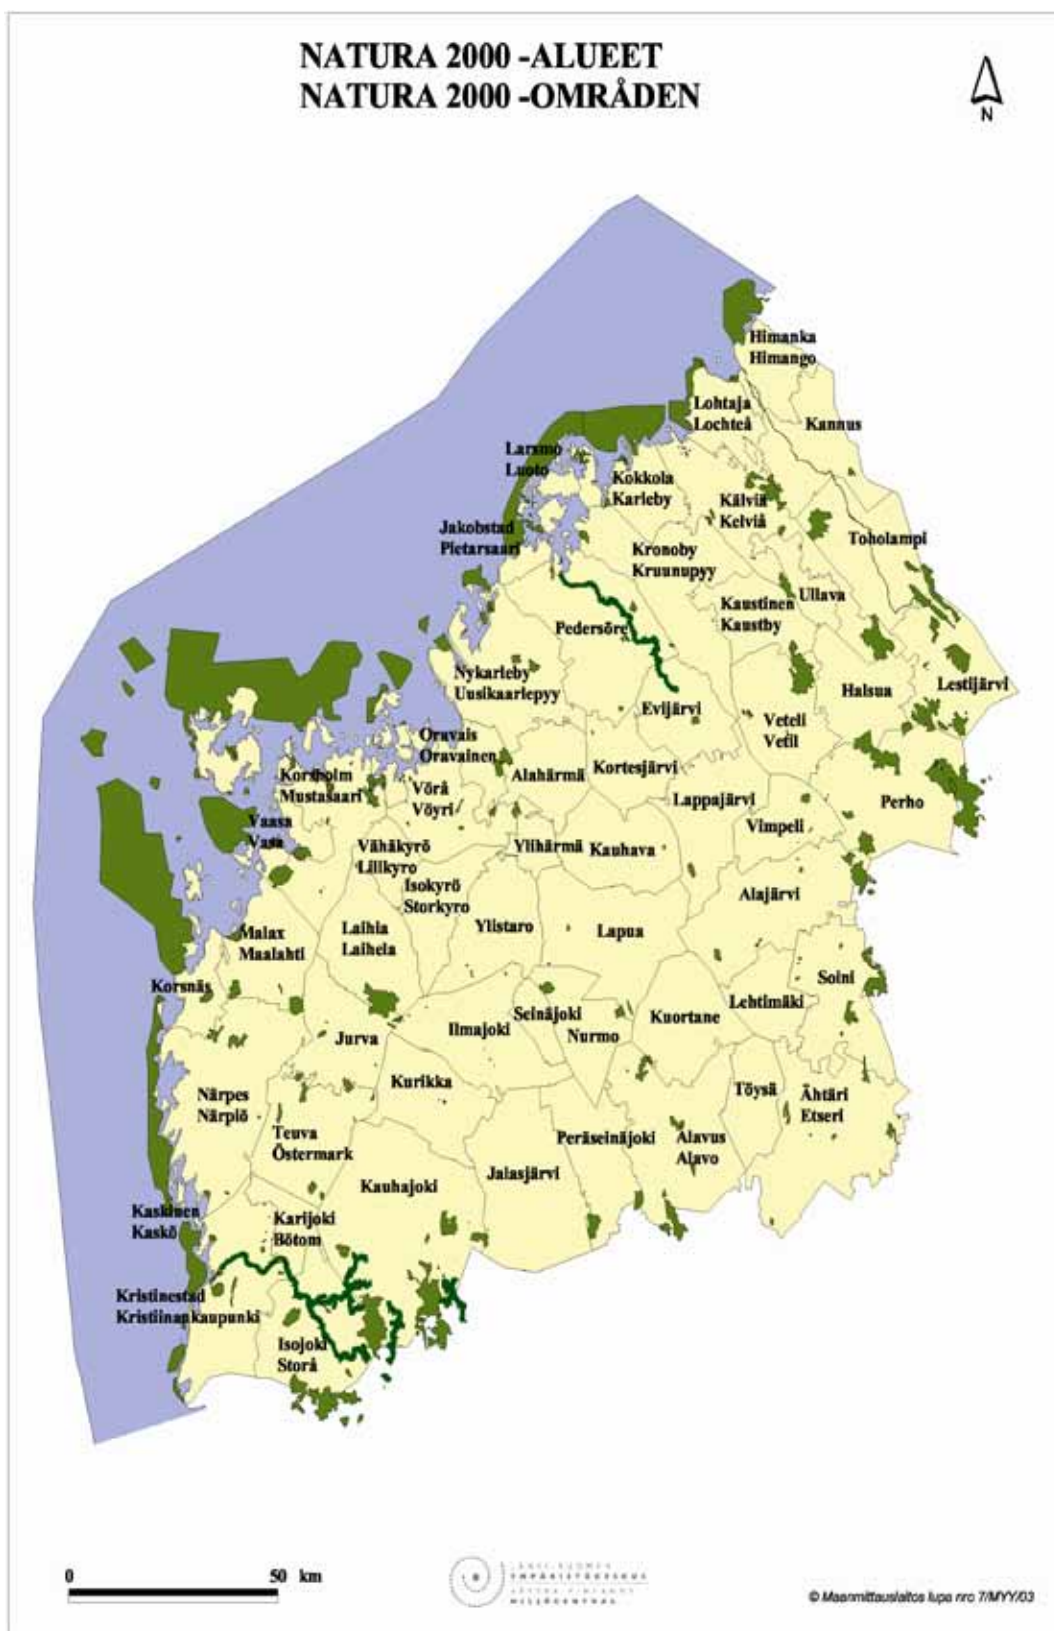 NATURA 2000 -ALUEET
NATURA 2000 -OMRÅDEN
N
Himanka
Himango
Lohtaja
Lochteå
Kannus
Larsmo
Luoto
Kokkola
Karleby
Kälviä
Kelviå
Jakobstad
Pietarsaari
Toholampi
Kronoby
Kruunupyy
Ullava
Kaustinen
Kaustby
Pedersöre
Nykarleby
Uusikaarlepyy
Evijärvi
Halsua
Lestijärvi
Veteli
Vetil
Oravais
Oravainen
Korsholm
Mustasaari
Alahärmä
Kortesjärvi
Vörå
Vöyri
Lappajärvi
Perho
Vaasa
Vasa
Vimpeli
Vähäkyrö
Lillkyro
Ylihärmä
Kauhava
Isokyrö
Storkyro
Alajärvi
Malax
Maalahti
Laihia
Laihela
Ylistaro
Lapua
Korsnäs
Soini
Lehtimäki
Seinäjoki
Kuortane
Jurva
Ilmajoki
Nurmo
Kurikka
Närpes
Närpiö
Töysä
Ähtäri
Etseri
Teuva
Östermark
Peräseinäjoki
Alavus
Alavo
Kauhajoki
Jalasjärvi
Kaskinen
Kaskö
Karijoki
Bötom
Kristinestad
Kristiinankaupunki
Isojoki
Storå
0 50 km
© Maanmittauslaitos lupa nro 7/MYY/03